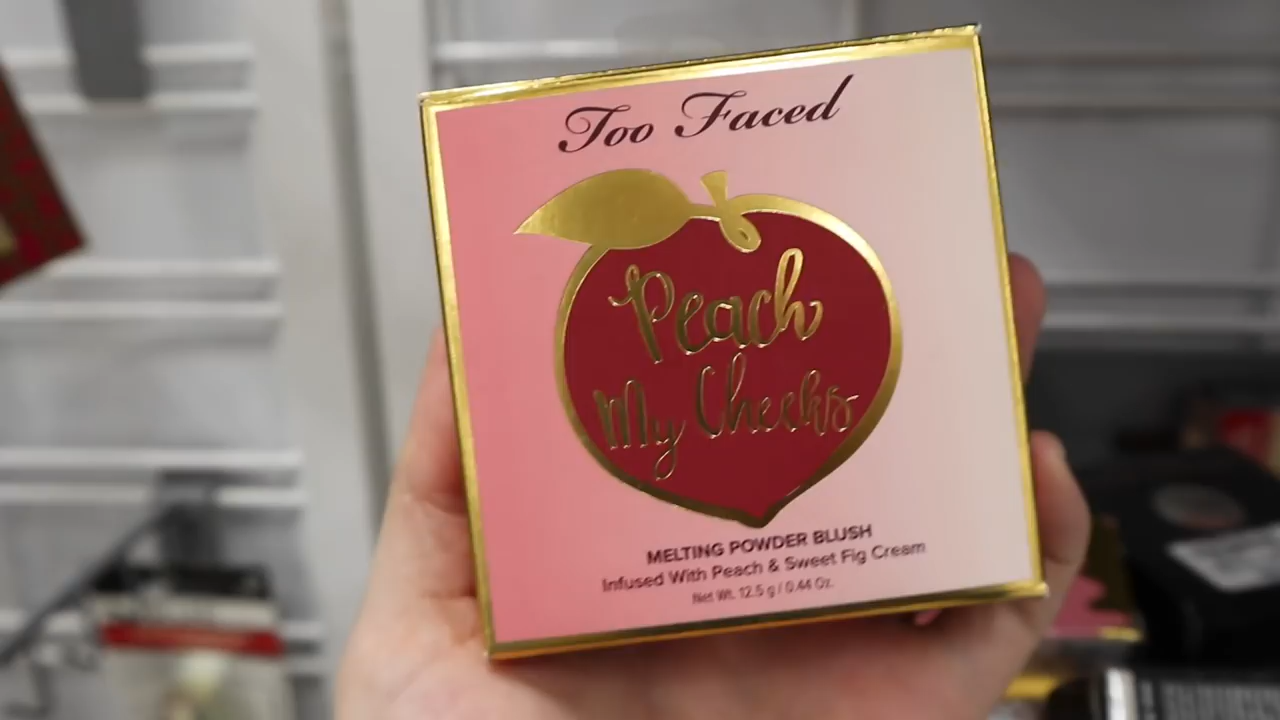 Too Faced
Peach
My Cheeks
MELTING POWDER BLUSH
Infused With Peach & Sweet Fig Cream
Net Wt. 12.5 g / 0.44 Oz.